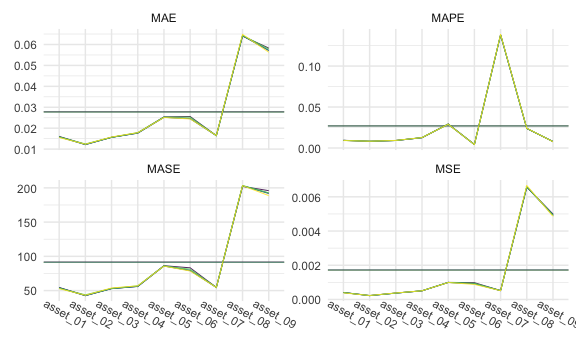 MAE
MAPE
0.06
0.05
0.04
0.03
0.02
0.01
0.10
0.05
0.00
MASE
MSE
200
150
100
50
0.006
0.004
0.002
0.000
asset_01
asset_02
asset_03
asset_04
asset_05
asset_06
asset_07
asset_08
asset_09
asset_01
asset_02
asset_03
asset_04
asset_05
asset_06
asset_07
asset_08
asset_09